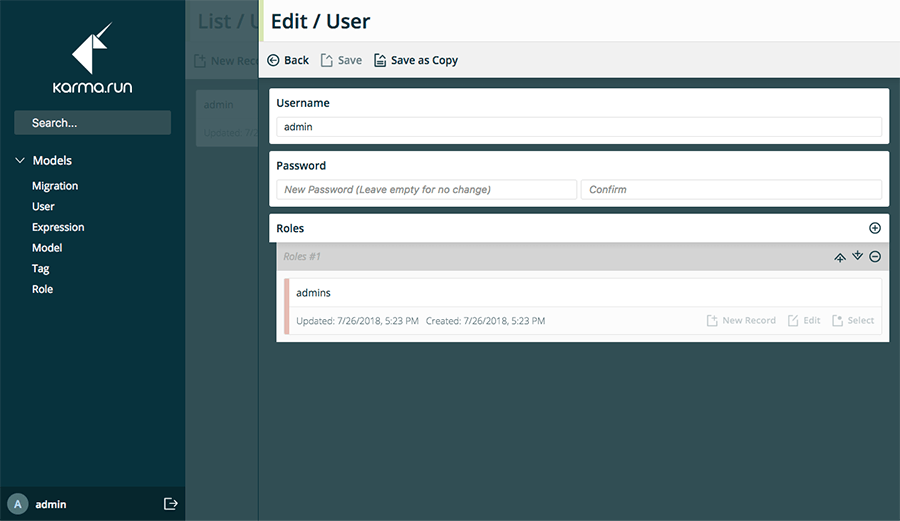 karma.run
Search...
Models
Migration
User
Expression
Model
Tag
Role
A admin
List / U
New Reco
admin
Updated: 7/2
Edit / User
Back Save Save as Copy
Username
admin
Password
New Password (Leave empty for no change) Confirm
Roles
Roles #1
admins
Updated: 7/26/2018, 5:23 PM Created: 7/26/2018, 5:23 PM New Record Edit Select